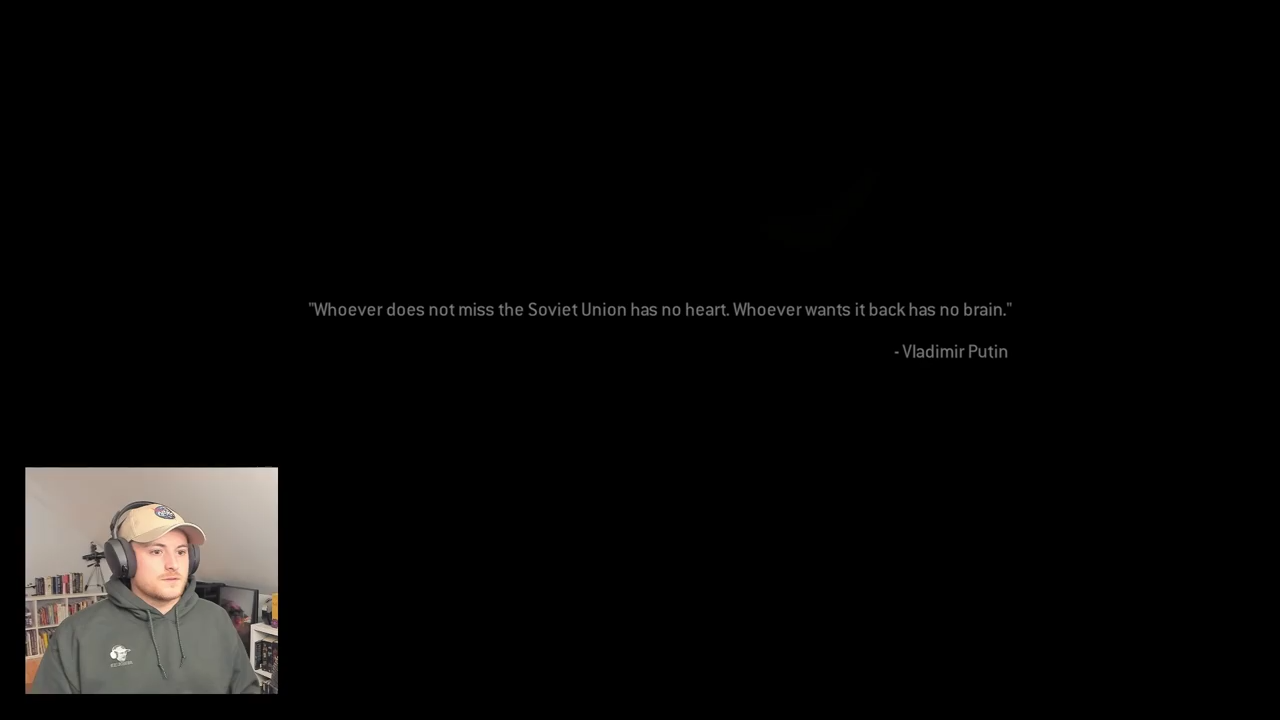 "Whoever does not miss the Soviet Union has no heart. Whoever wants it back has no brain."
- Vladimir Putin